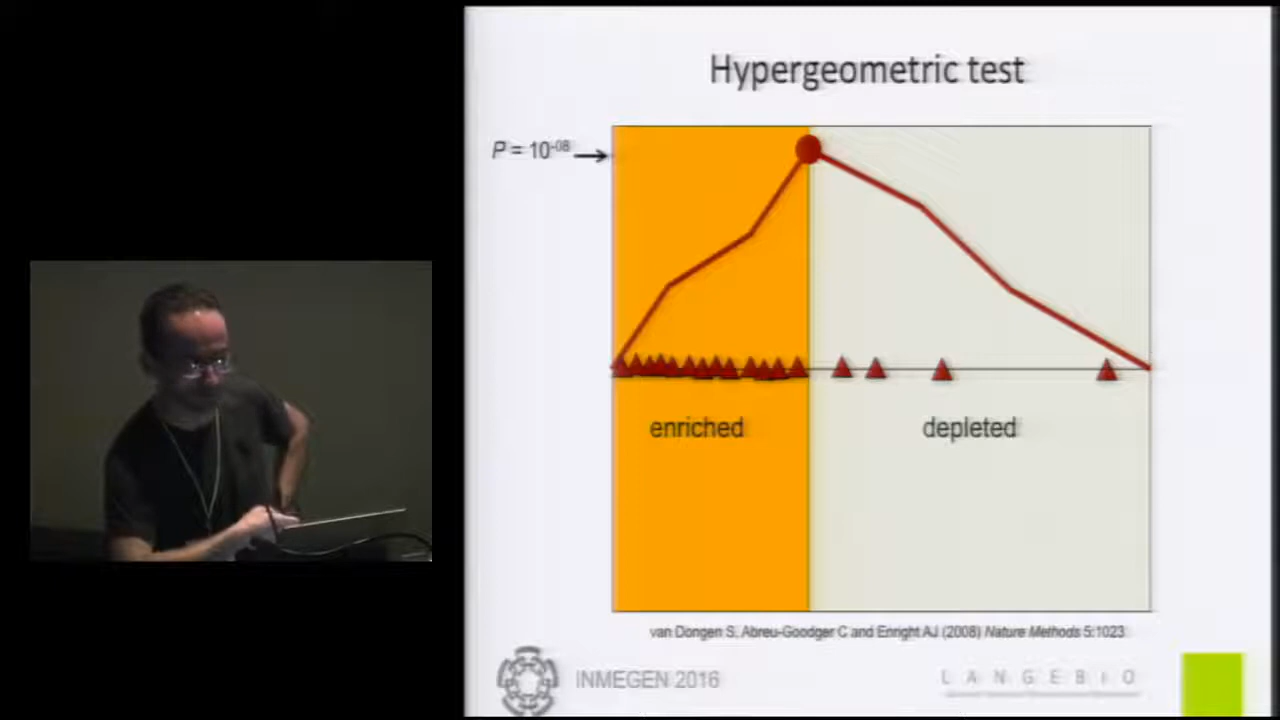 Hypergeometric test
P = 10-08
enriched
depleted
van Dongen S, Abreu-Goodger C and Enright AJ (2008) Nature Methods 5:1023
INMEGEN 2016
LANGEBIO